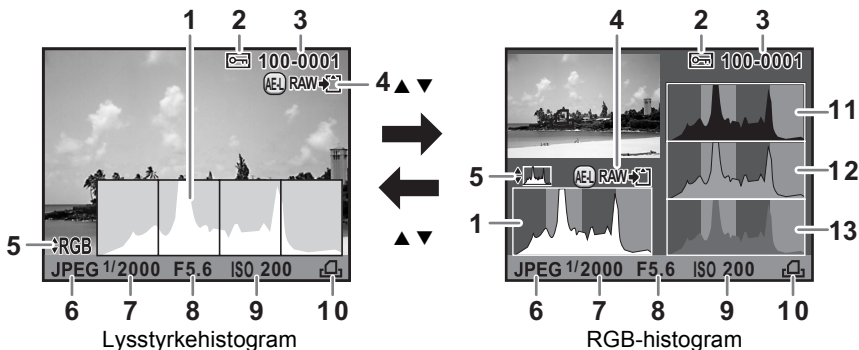 1 2 3
100-0001
AE-L RAW
4
5 RGB
JPEG 1/2000 F5.6 ISO 200
6 7 8 9 10
Lysstyrkehistogram
▲ ▼
▲ ▼
4 2 3
100-0001
11
12
13
5
AE-L RAW
1
JPEG 1/2000 F5.6 ISO 200
6 7 8 9 10
RGB-histogram